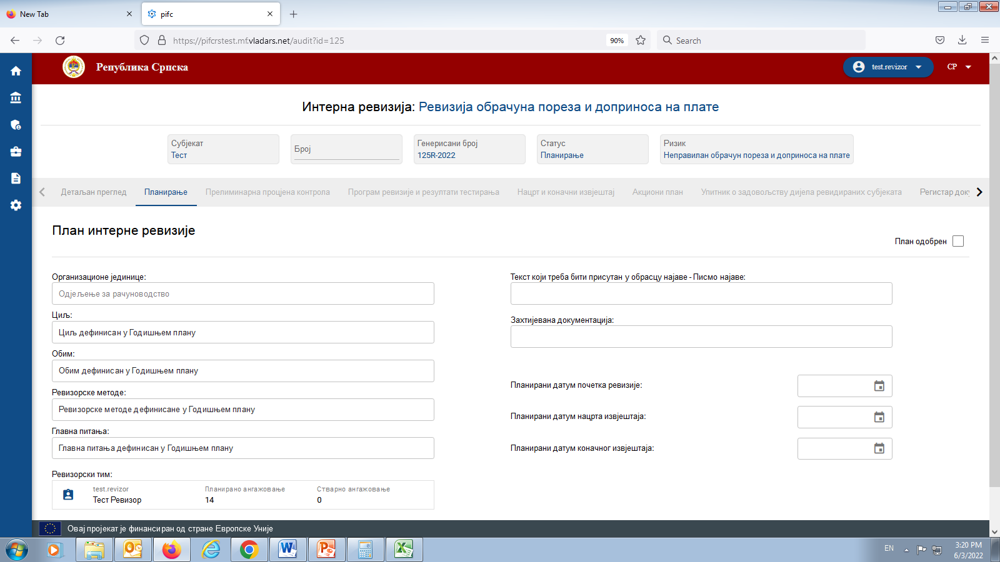 New Tab
pifc
https://pifcrstest.mf.vladars.net/audit?id=125
90%
Search
Република Српска
test.revizor
СР
Интерна ревизија: Ревизија обрачуна пореза и доприноса на плате
Субјекат
Тест
Број
Генерисани број
125R-2022
Статус
Планирање
Ризик
Неправилан обрачун пореза и доприноса на плате
Детаљан преглед
Планирање
Прелиминарна процјена контрола
Програм ревизије и резултати тестирања
Нацрт и коначни извјештај
Акциони план
Упитник о задовољству дијела ревидираних субјеката
Регистар док
План интерне ревизије
План одобрен
Организационе јединице:
Одјељење за рачуноводство
Циљ:
Циљ дефинисан у Годишњем плану
Обим:
Обим дефинисан у Годишњем плану
Ревизорске методе:
Ревизорске методе дефинисане у Годишњем плану
Главна питања:
Главна питања дефинисан у Годишњем плану
Ревизорски тим:
test.revizor
Тест Ревизор
Планирано ангажовање
14
Стварно ангажовање
0
Текст који треба бити присутан у обрасцу најаве - Писмо најаве:
Захтијевана документација:
Планирани датум почетка ревизије:
Планирани датум нацрта извјештаја:
Планирани датум коначног извјештаја:
Овај пројекат је финансиран од стране Европске Уније
EN
3:20 PM
6/3/2022